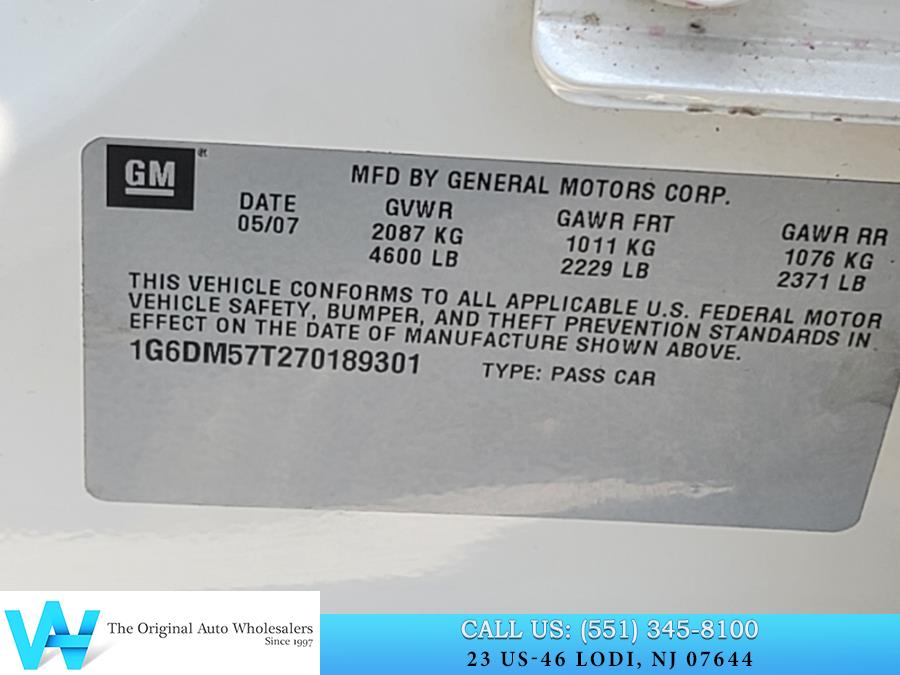 GM
MFD BY GENERAL MOTORS CORP.
DATE GVWR GAWR FRT GAWR RR
05/07 2087 KG 1011 KG 1076 KG
4600 LB 2229 LB 2371 LB
THIS VEHICLE CONFORMS TO ALL APPLICABLE U.S. FEDERAL MOTOR
VEHICLE SAFETY, BUMPER, AND THEFT PREVENTION STANDARDS IN
EFFECT ON THE DATE OF MANUFACTURE SHOWN ABOVE.
1G6DM57T270189301 TYPE: PASS CAR
The Original Auto Wholesalers
Since 1997
CALL US: (551) 345-8100
23 US-46 LODI, NJ 07644